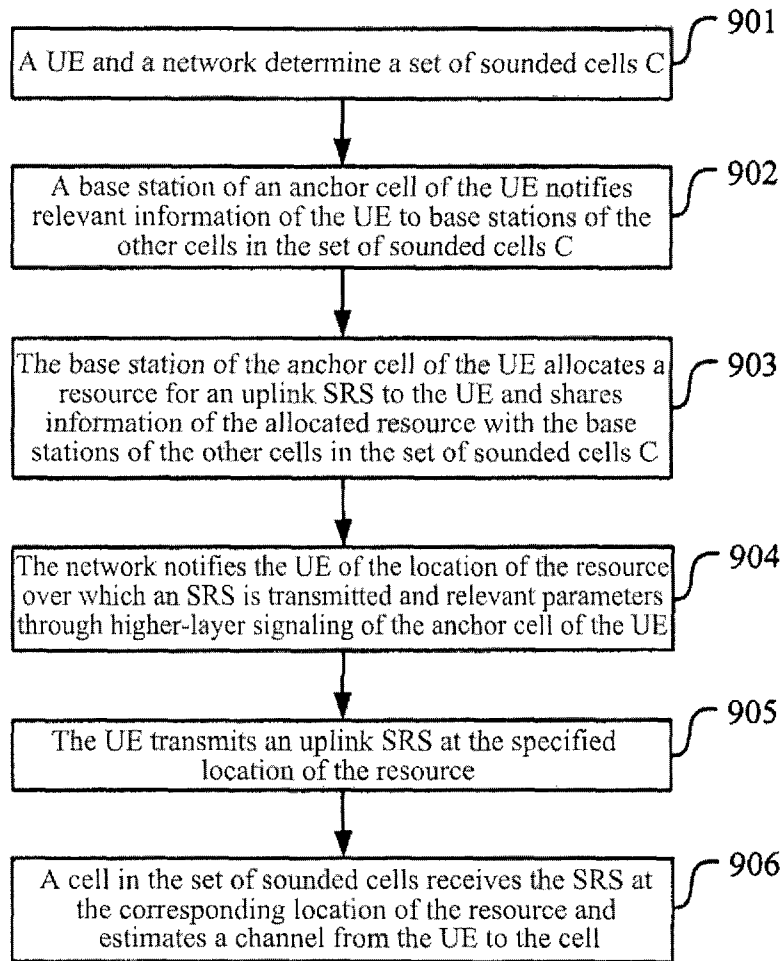 901
A UE and a network determine a set of sounded cells C
902
A base station of an anchor cell of the UE notifies
relevant information of the UE to base stations of the
other cells in the set of sounded cells C
903
The base station of the anchor cell of the UE allocates a
resource for an uplink SRS to the UE and shares
information of the allocated resource with the base
stations of the other cells in the set of sounded cells C
904
The network notifies the UE of the location of the resource
over which an SRS is transmitted and relevant parameters
through higher-layer signaling of the anchor cell of the UE
905
The UE transmits an uplink SRS at the specified
location of the resource
906
A cell in the set of sounded cells receives the SRS at
the corresponding location of the resource and
estimates a channel from the UE to the cell